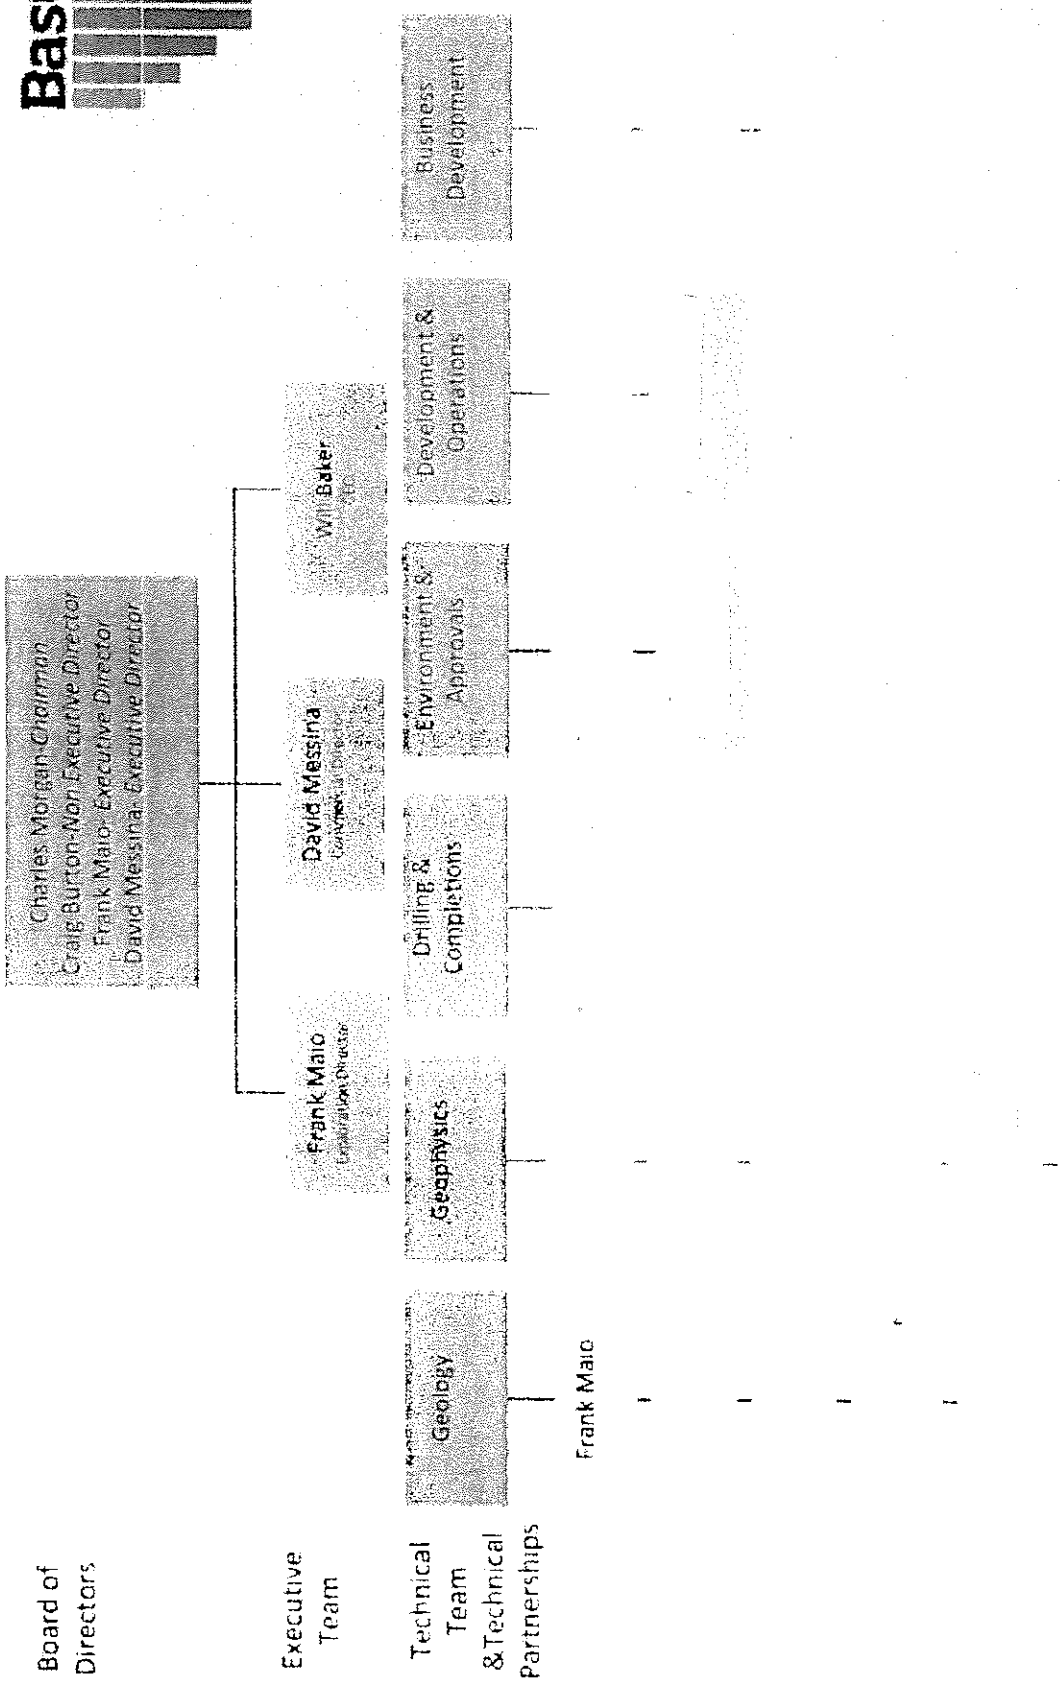 Bas
Board of
Directors
Charles Morgan-Chairman
Craig Burton-Non Executive Director
Frank Maio- Executive Director
David Messina- Executive Director
Executive
Team
Frank Maio
Exploration Director
David Messina
Commercial Director
Will Baker
Technical
Team
&Technical
Partnerships
Geology
Geophysics
Drilling &
Completions
Environment &
Approvals
Development &
Operations
Business
Development
Frank Maio